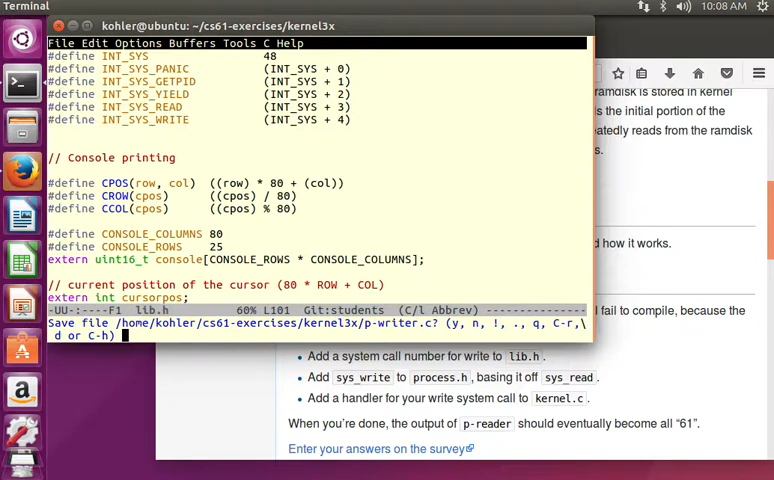 Terminal
10:08 AM
kohler@ubuntu: ~/cs61-exercises/kernel3x
File Edit Options Buffers Tools C Help
#define INT_SYS 48
#define INT_SYS_PANIC (INT_SYS + 0)
#define INT_SYS_GETPID (INT_SYS + 1)
#define INT_SYS_YIELD (INT_SYS + 2)
#define INT_SYS_READ (INT_SYS + 3)
#define INT_SYS_WRITE (INT_SYS + 4)
// Console printing
#define CPOS(row, col) ((row) * 80 + (col))
#define CROW(cpos) ((cpos) / 80)
#define CCOL(cpos) ((cpos) % 80)
#define CONSOLE_COLUMNS 80
#define CONSOLE_ROWS 25
extern uint16_t console[CONSOLE_ROWS * CONSOLE_COLUMNS];
// current position of the cursor (80 * ROW + COL)
extern int cursorpos;
-UU-:----F1 lib.h 60% L101 Git:students (C/l Abbrev) ---------------
Save file /home/kohler/cs61-exercises/kernel3x/p-writer.c? (y, n, !, ., q, C-r,\
d or C-h)
ramdisk is stored in kernel
s the initial portion of the
eatedly reads from the ramdisk
s.
d how it works.
l fail to compile, because the
• Add a system call number for write to lib.h.
• Add sys_write to process.h, basing it off sys_read.
• Add a handler for your write system call to kernel.c.
When you're done, the output of p-reader should eventually become all “61”.
Enter your answers on the survey